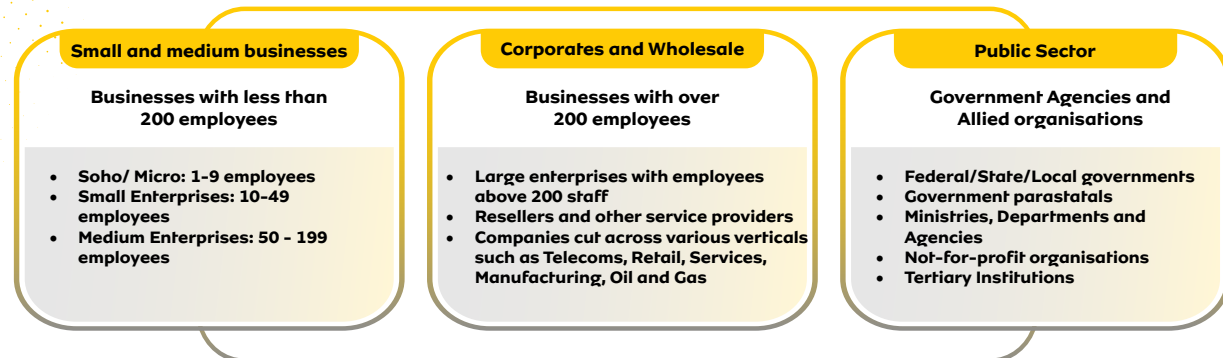 Small and medium businesses
Businesses with less than
200 employees
• Soho/ Micro: 1-9 employees
• Small Enterprises: 10-49
employees
• Medium Enterprises: 50 - 199
employees
Corporates and Wholesale
Businesses with over
200 employees
• Large enterprises with employees
above 200 staff
• Resellers and other service providers
• Companies cut across various verticals
such as Telecoms, Retail, Services,
Manufacturing, Oil and Gas
Public Sector
Government Agencies and
Allied organisations
• Federal/State/Local governments
• Government parastatals
• Ministries, Departments and
Agencies
• Not-for-profit organisations
• Tertiary Institutions